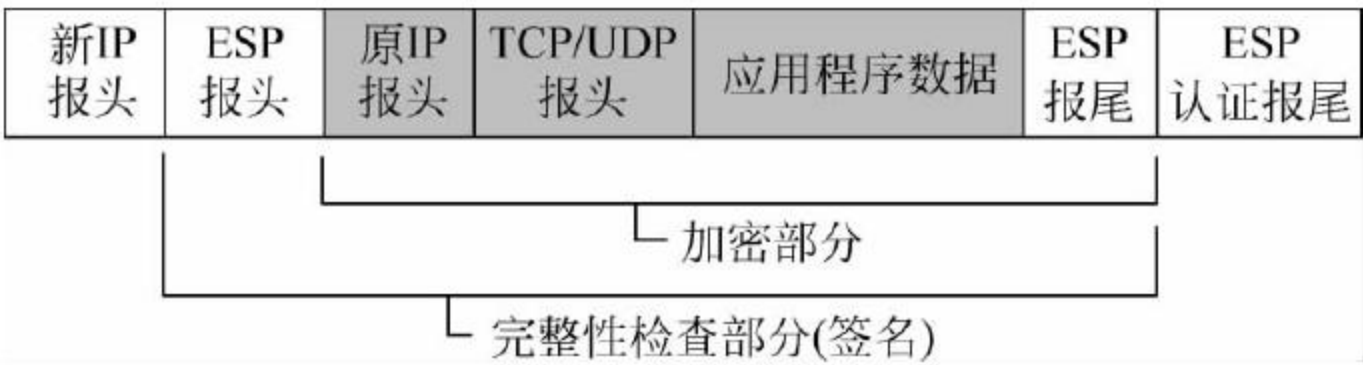 新IP
报头
ESP
报头
原IP
报头
TCP/UDP
报头
应用程序数据
ESP
报尾
ESP
认证报尾
加密部分
完整性检查部分(签名)